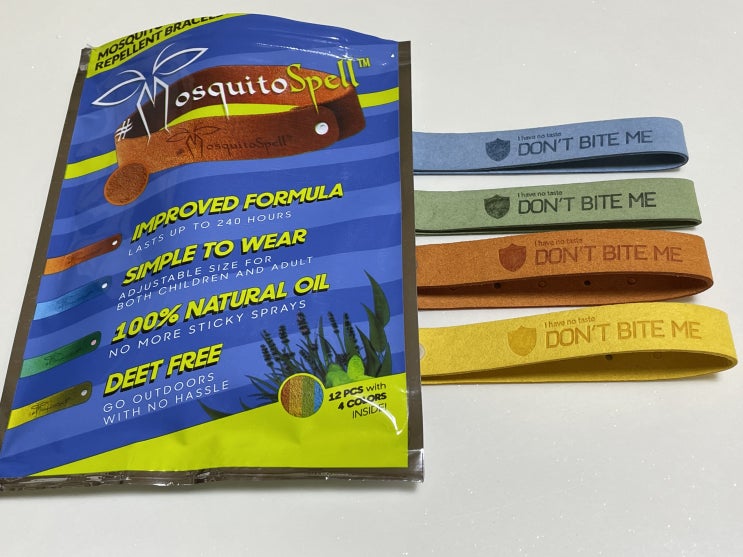 MOSQUITO
REPELLENT BRACELE
#MosquitoSpell™
MosquitoSpell®
IMPROVED FORMULA
LASTS UP TO 240 HOURS
SIMPLE TO WEAR
ADJUSTABLE SIZE FOR
BOTH CHILDREN AND ADULT
100% NATURAL OIL
NO MORE STICKY SPRAYS
DEET FREE
GO OUTDOORS
WITH NO HASSLE
12 PCS with
4 COLORS
INSIDE!
I have no taste
DON'T BITE ME
I have no taste
DON'T BITE ME
I have no taste
DON'T BITE ME
I have no taste
DON'T BITE ME